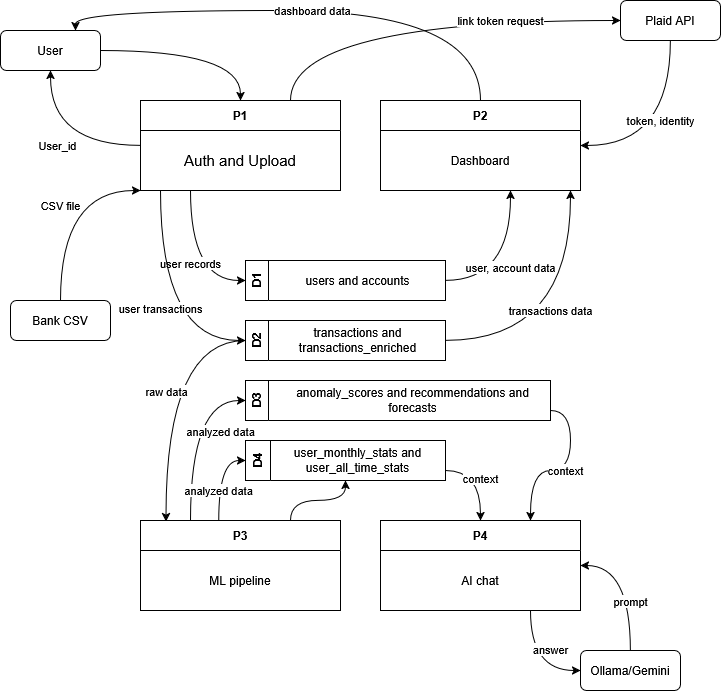 dashboard data
link token request
Plaid API
User
P1
P2
token, identity
User_id
Auth and Upload
Dashboard
CSV file
user records
D1
users and accounts
user, account data
Bank CSV
user transactions
transactions data
D2
transactions and
transactions_enriched
raw data
D3
anomaly_scores and recommendations and
forecasts
analyzed data
D4
user_monthly_stats and
user_all_time_stats
context
context
analyzed data
P3
P4
ML pipeline
AI chat
prompt
answer
Ollama/Gemini